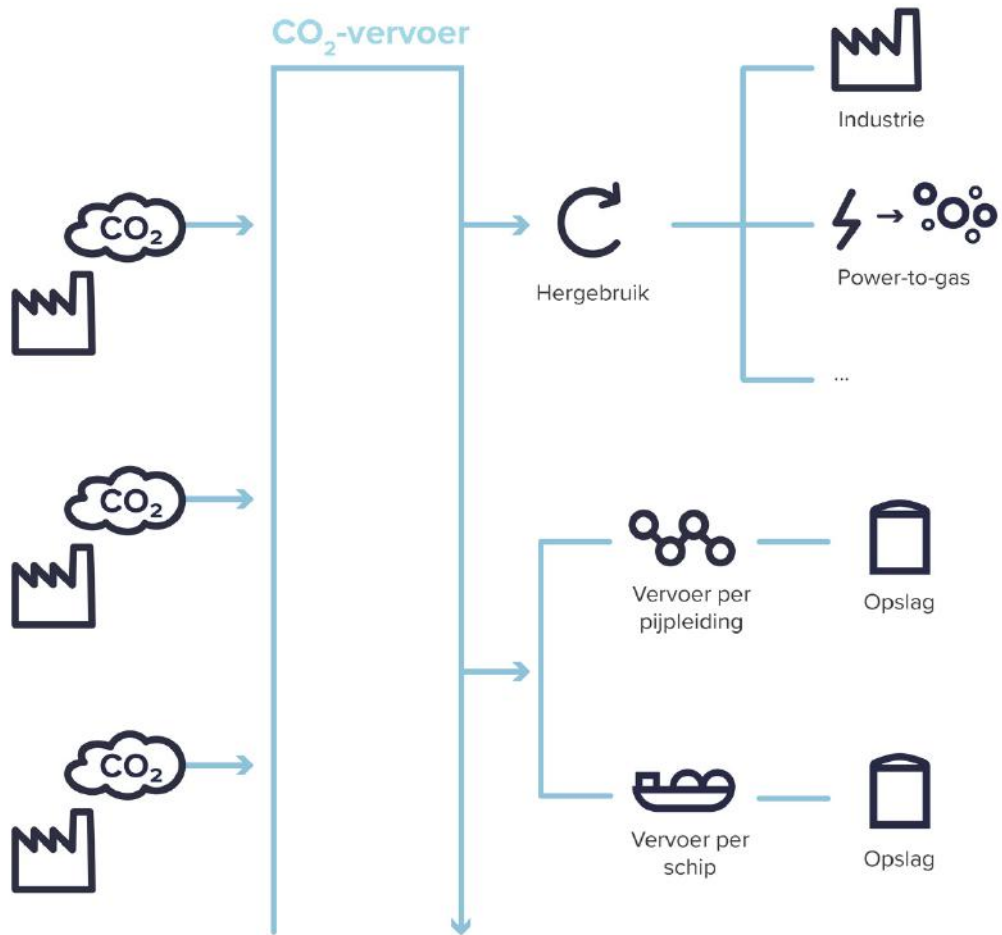 CO₂-vervoer
Industrie
CO₂
Hergebruik
Power-to-gas
...
CO₂
Vervoer per
pijpleiding
Opslag
CO₂
Vervoer per
schip
Opslag